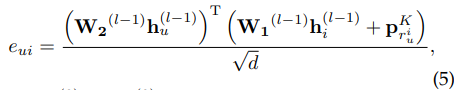 e_{ui} = \frac{\left(\mathbf{W_2}^{(l-1)}\mathbf{h}_u^{(l-1)}\right)^{\mathrm{T}} \left(\mathbf{W_1}^{(l-1)}\mathbf{h}_i^{(l-1)} + \mathbf{p}_{r_u^i}^{K}\right)}{\sqrt{d}},
(5)